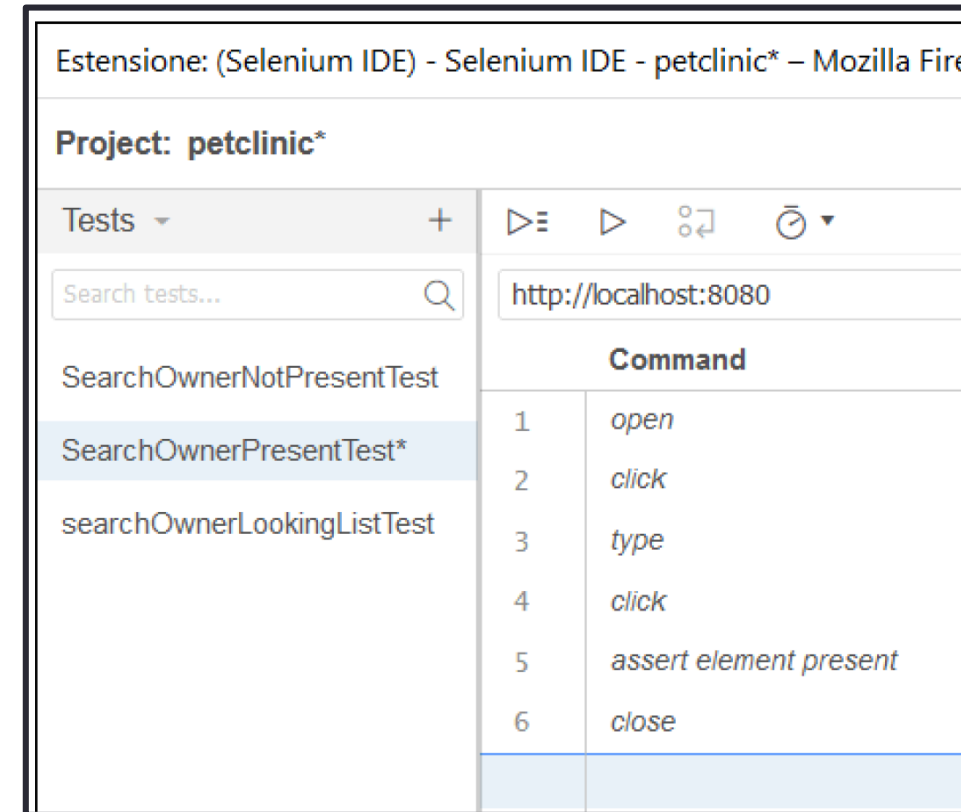 Estensione: (Selenium IDE) - Selenium IDE - petclinic* – Mozilla Fire
Project: petclinic*
Tests
Search tests...
SearchOwnerNotPresentTest
SearchOwnerPresentTest*
searchOwnerLookingListTest
http://localhost:8080
Command
1 open
2 click
3 type
4 click
5 assert element present
6 close